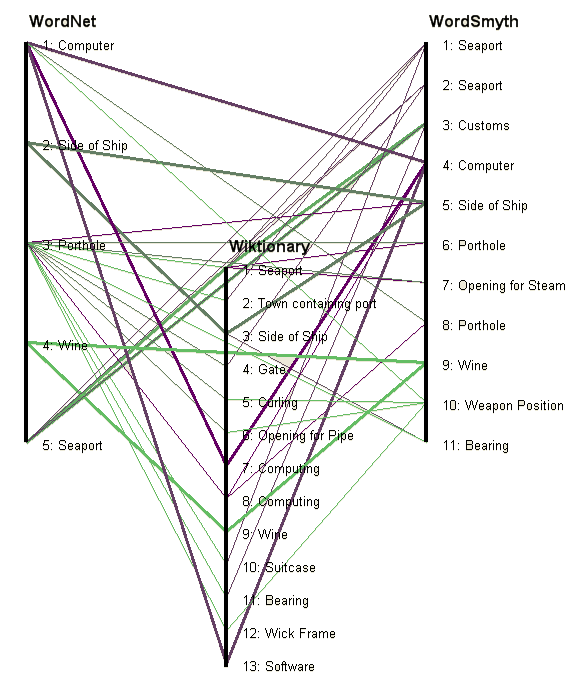 WordNet
1: Computer
2: Side of Ship
3: Porthole
4: Wine
5: Seaport
Wiktionary
1: Seaport
2: Town containing port
3: Side of Ship
4: Gate
5: Curling
6: Opening for Pipe
7: Computing
8: Computing
9: Wine
10: Suitcase
11: Bearing
12: Wick Frame
13: Software
WordSmyth
1: Seaport
2: Seaport
3: Customs
4: Computer
5: Side of Ship
6: Porthole
7: Opening for Steam
8: Porthole
9: Wine
10: Weapon Position
11: Bearing